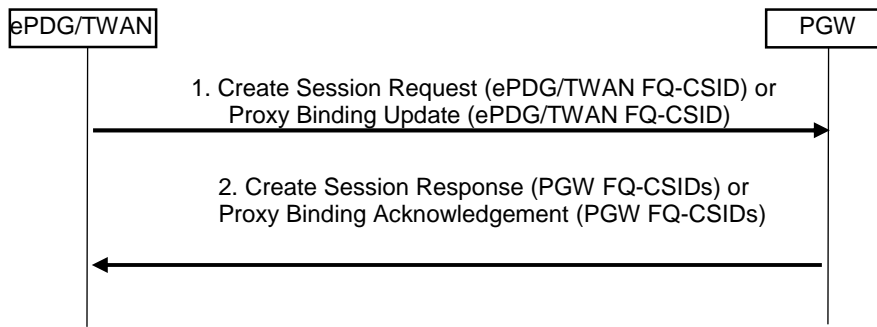 ePDG/TWAN
PGW
1. Create Session Request (ePDG/TWAN FQ-CSID) or
Proxy Binding Update (ePDG/TWAN FQ-CSID)
2. Create Session Response (PGW FQ-CSIDs) or
Proxy Binding Acknowledgement (PGW FQ-CSIDs)